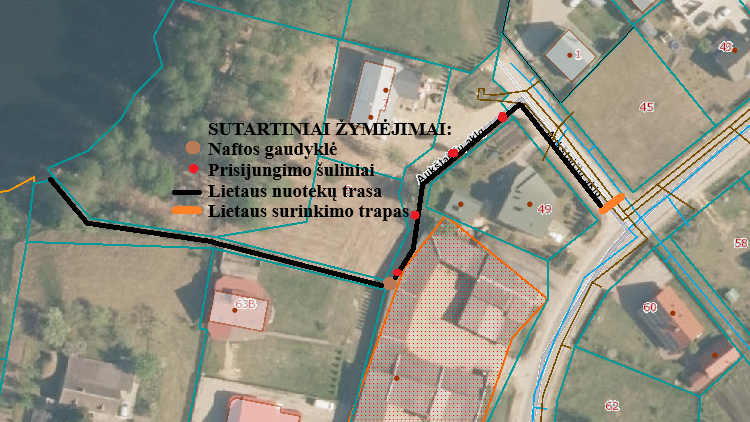 1
43
45
SUTARTINIAI ŽYMĖJIMAI:
Naftos gaudyklė
Prisijungimo šuliniai
Lietaus nuotekų trasa
Lietaus surinkimo trapas
49
58
63B
60
62